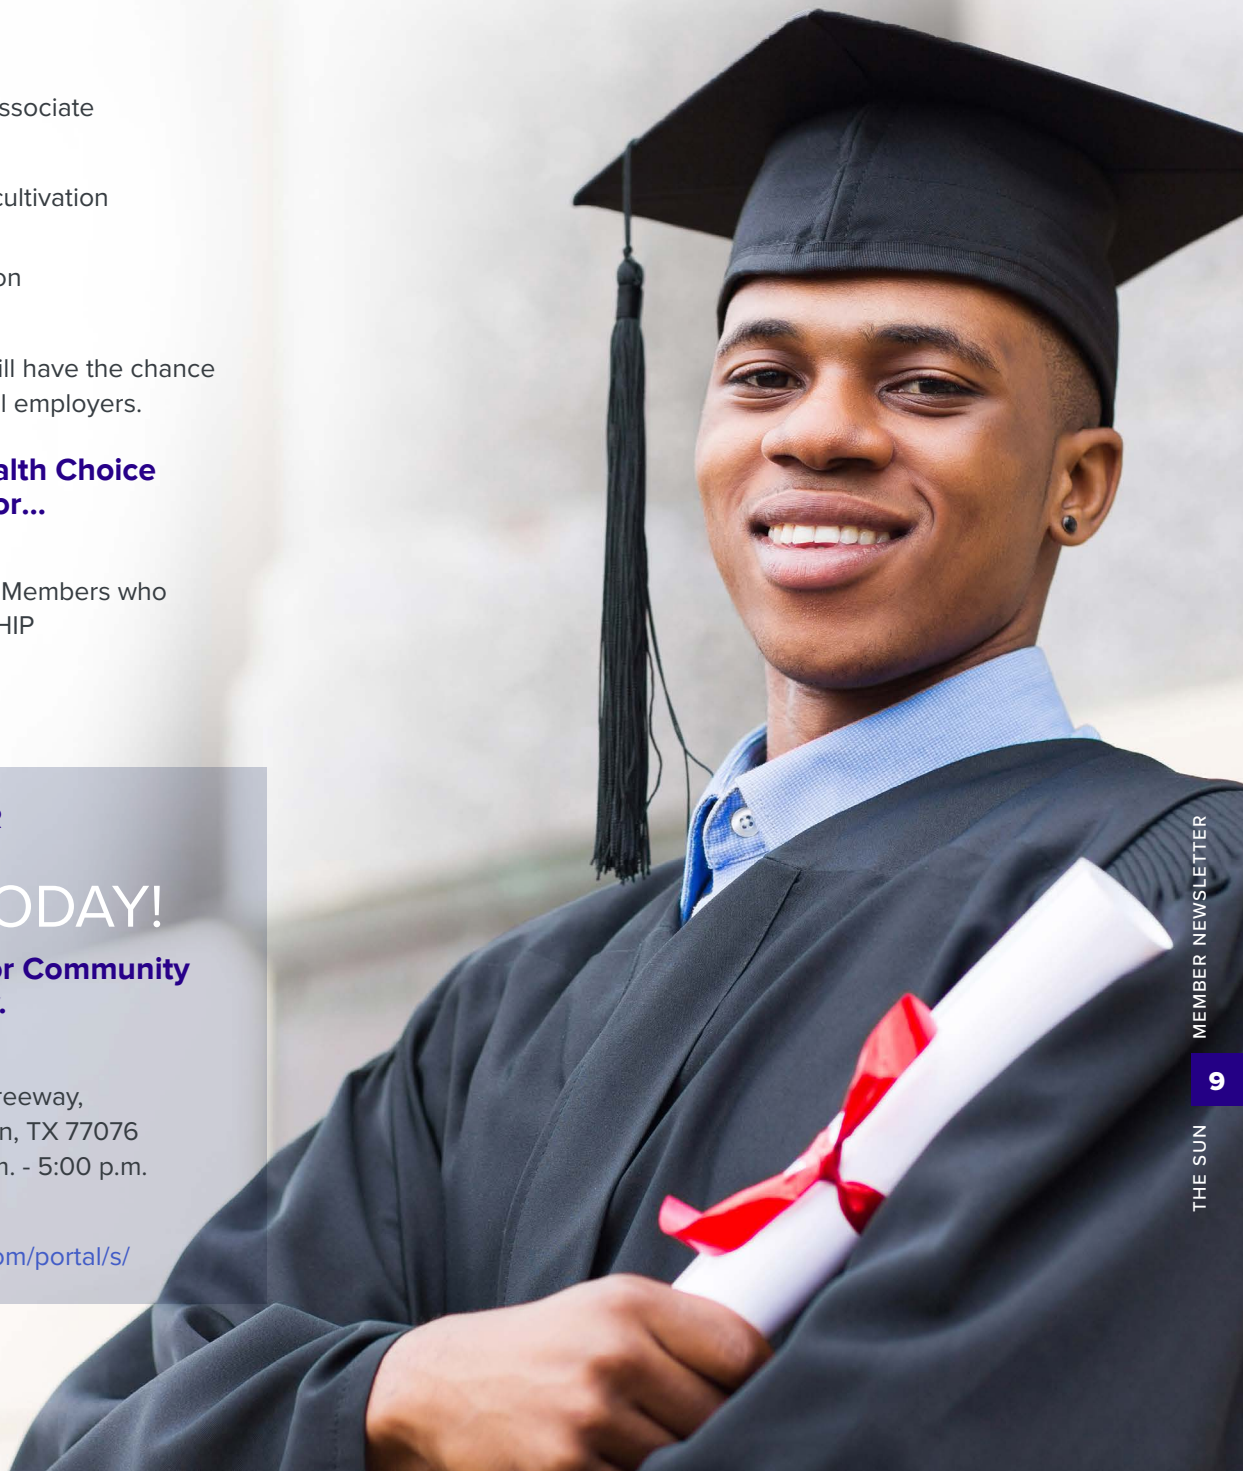 ssociate
cultivation
on
ill have the chance
l employers.
alth Choice
or...
Members who
HIP
ODAY!
or Community
reeway,
n, TX 77076
m. - 5:00 p.m.
om/portal/s/
MEMBER NEWSLETTER
9
THE SUN